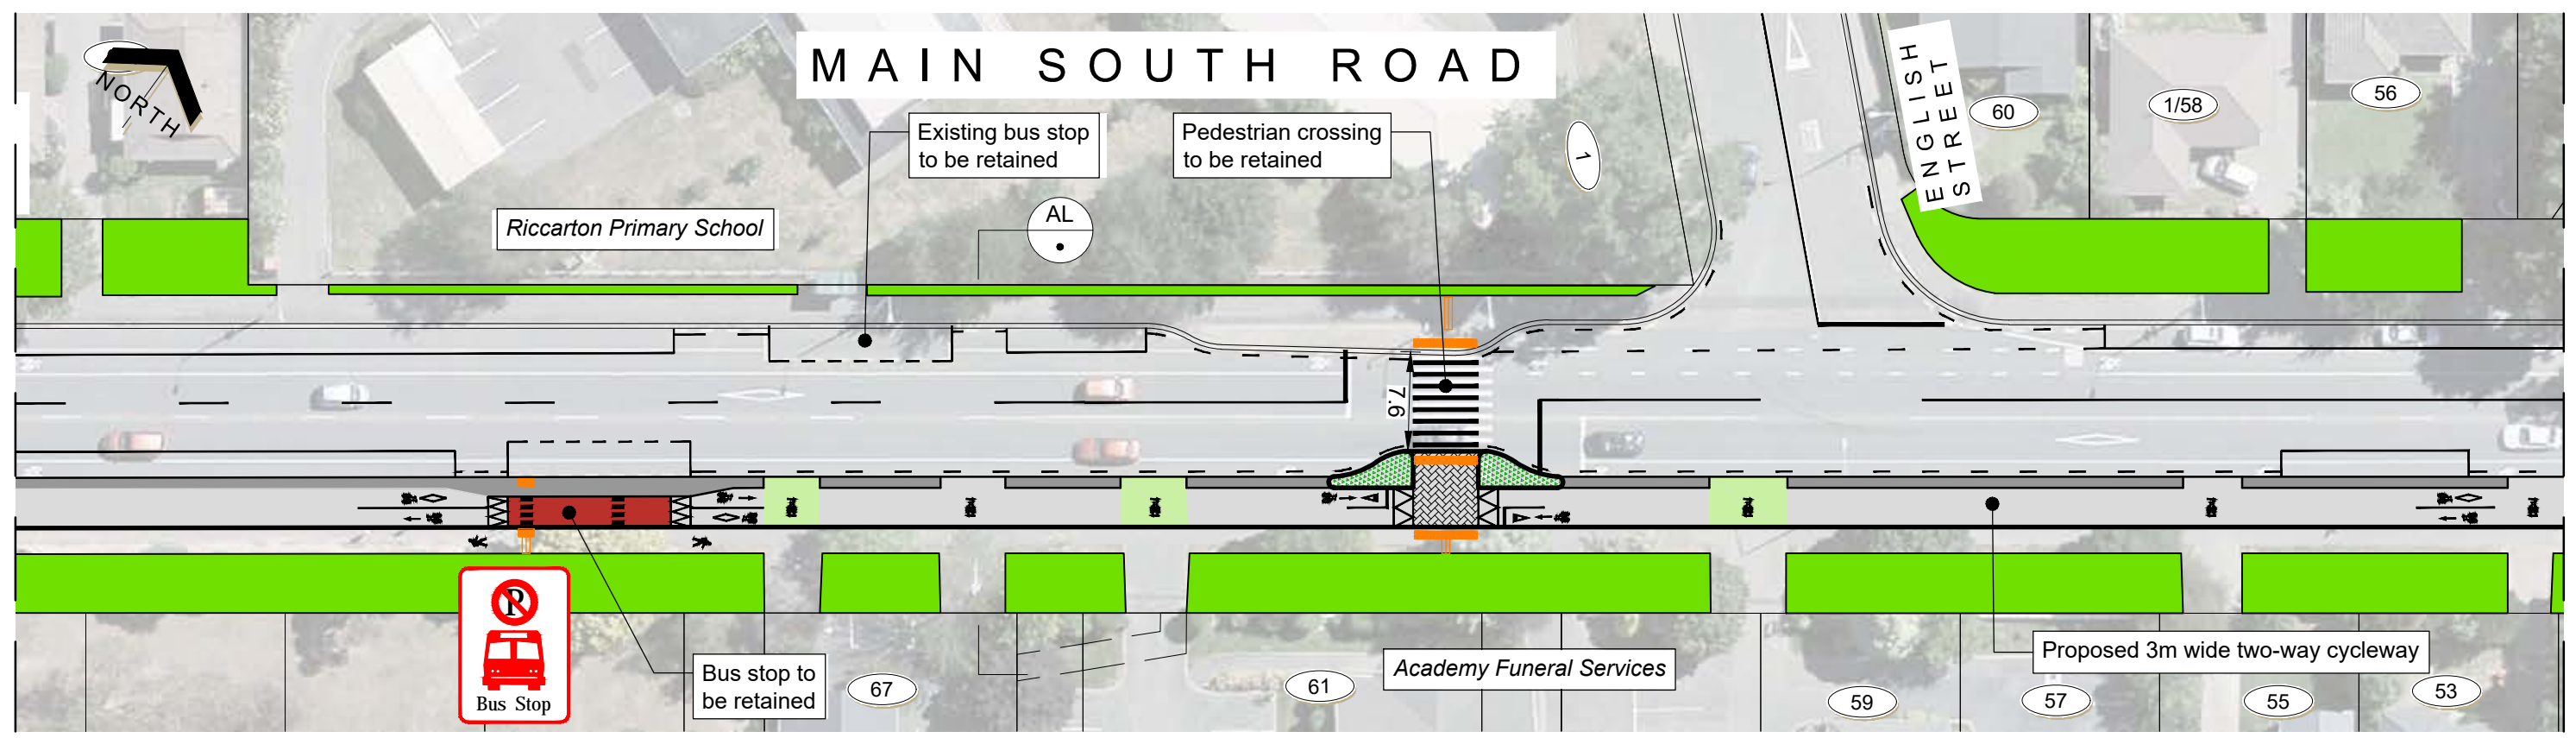 MAIN SOUTH ROAD
NORTH
ENGLISH
STREET
60
1/58
56
Existing bus stop
to be retained
Pedestrian crossing
to be retained
1
AL
Riccarton Primary School
7.6
P
Bus Stop
Bus stop to
be retained
67
61
Academy Funeral Services
Proposed 3m wide two-way cycleway
59
57
55
53